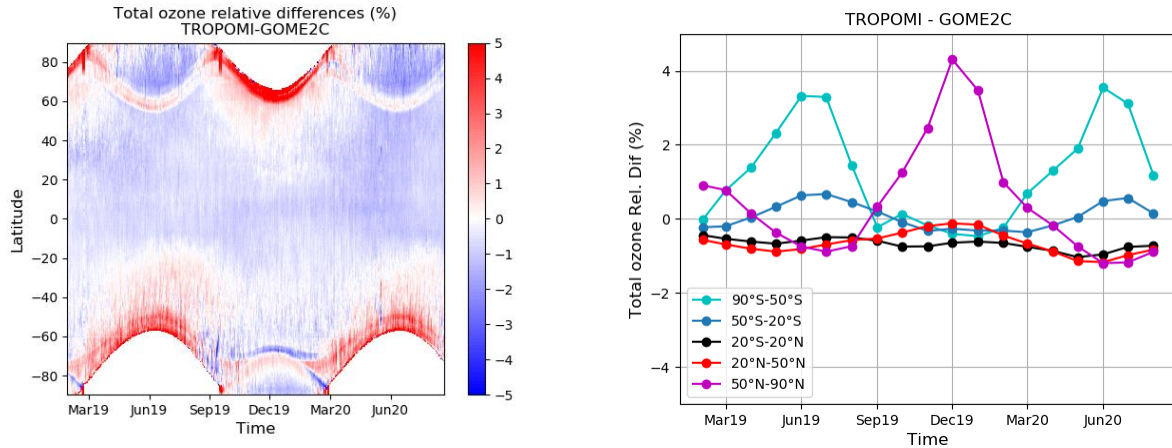 Total ozone relative differences (%)
TROPOMI-GOME2C
80
60
40
20
0
−20
−40
−60
−80
Latitude
Mar19 Jun19 Sep19 Dec19 Mar20 Jun20
Time
5
4
3
2
1
0
−1
−2
−3
−4
−5
TROPOMI - GOME2C
4
2
0
−2
−4
Total ozone Rel. Dif (%)
90°S-50°S
50°S-20°S
20°S-20°N
20°N-50°N
50°N-90°N
Mar19 Jun19 Sep19 Dec19 Mar20 Jun20
Time